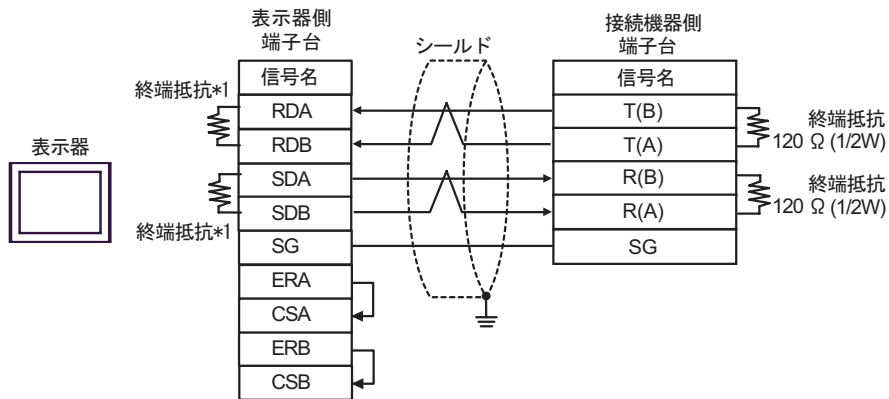 表示器側
端子台
シールド
接続機器側
端子台
信号名
信号名
終端抵抗*1
RDA
T(B)
終端抵抗
120 Ω (1/2W)
RDB
T(A)
表示器
SDA
R(B)
終端抵抗
120 Ω (1/2W)
SDB
R(A)
終端抵抗*1
SG
SG
ERA
CSA
ERB
CSB